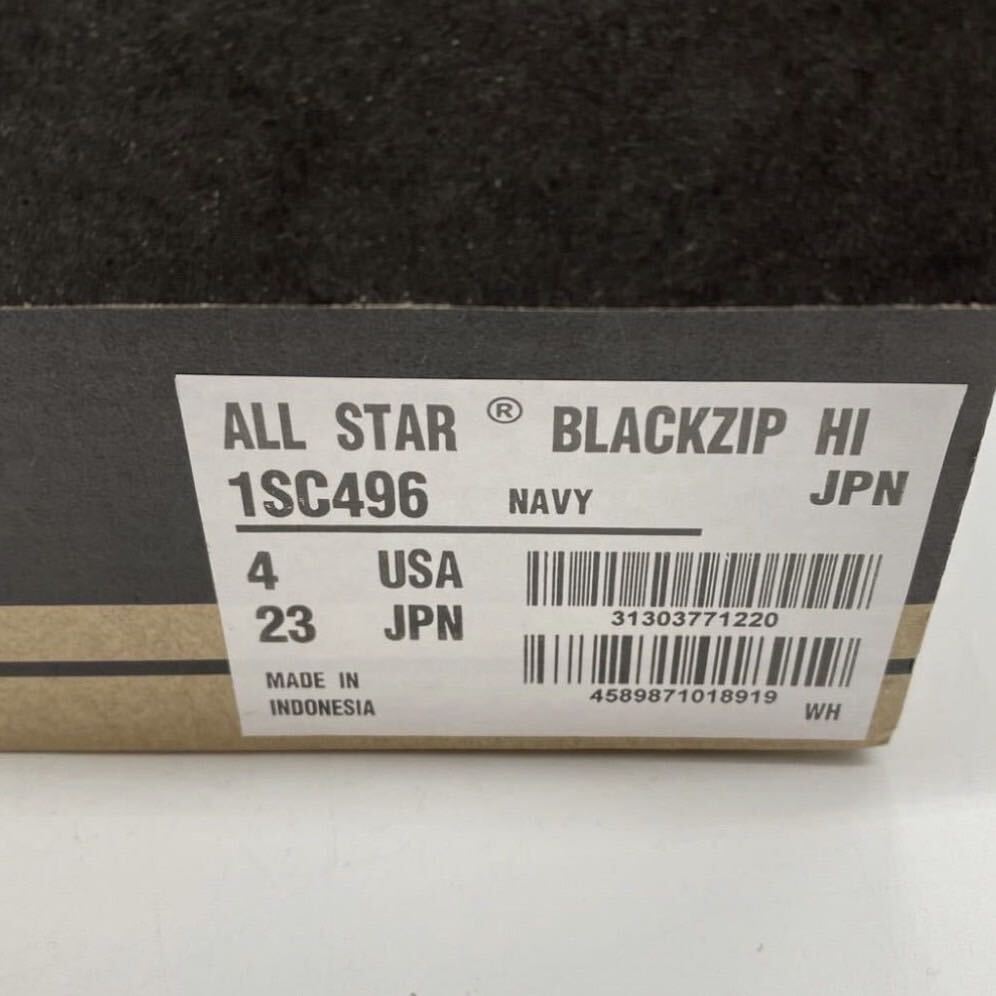 ALL STAR ® BLACKZIP HI
1SC496 NAVY JPN
4 USA
23 JPN
31303771220
4589871018919
MADE IN
INDONESIA
WH